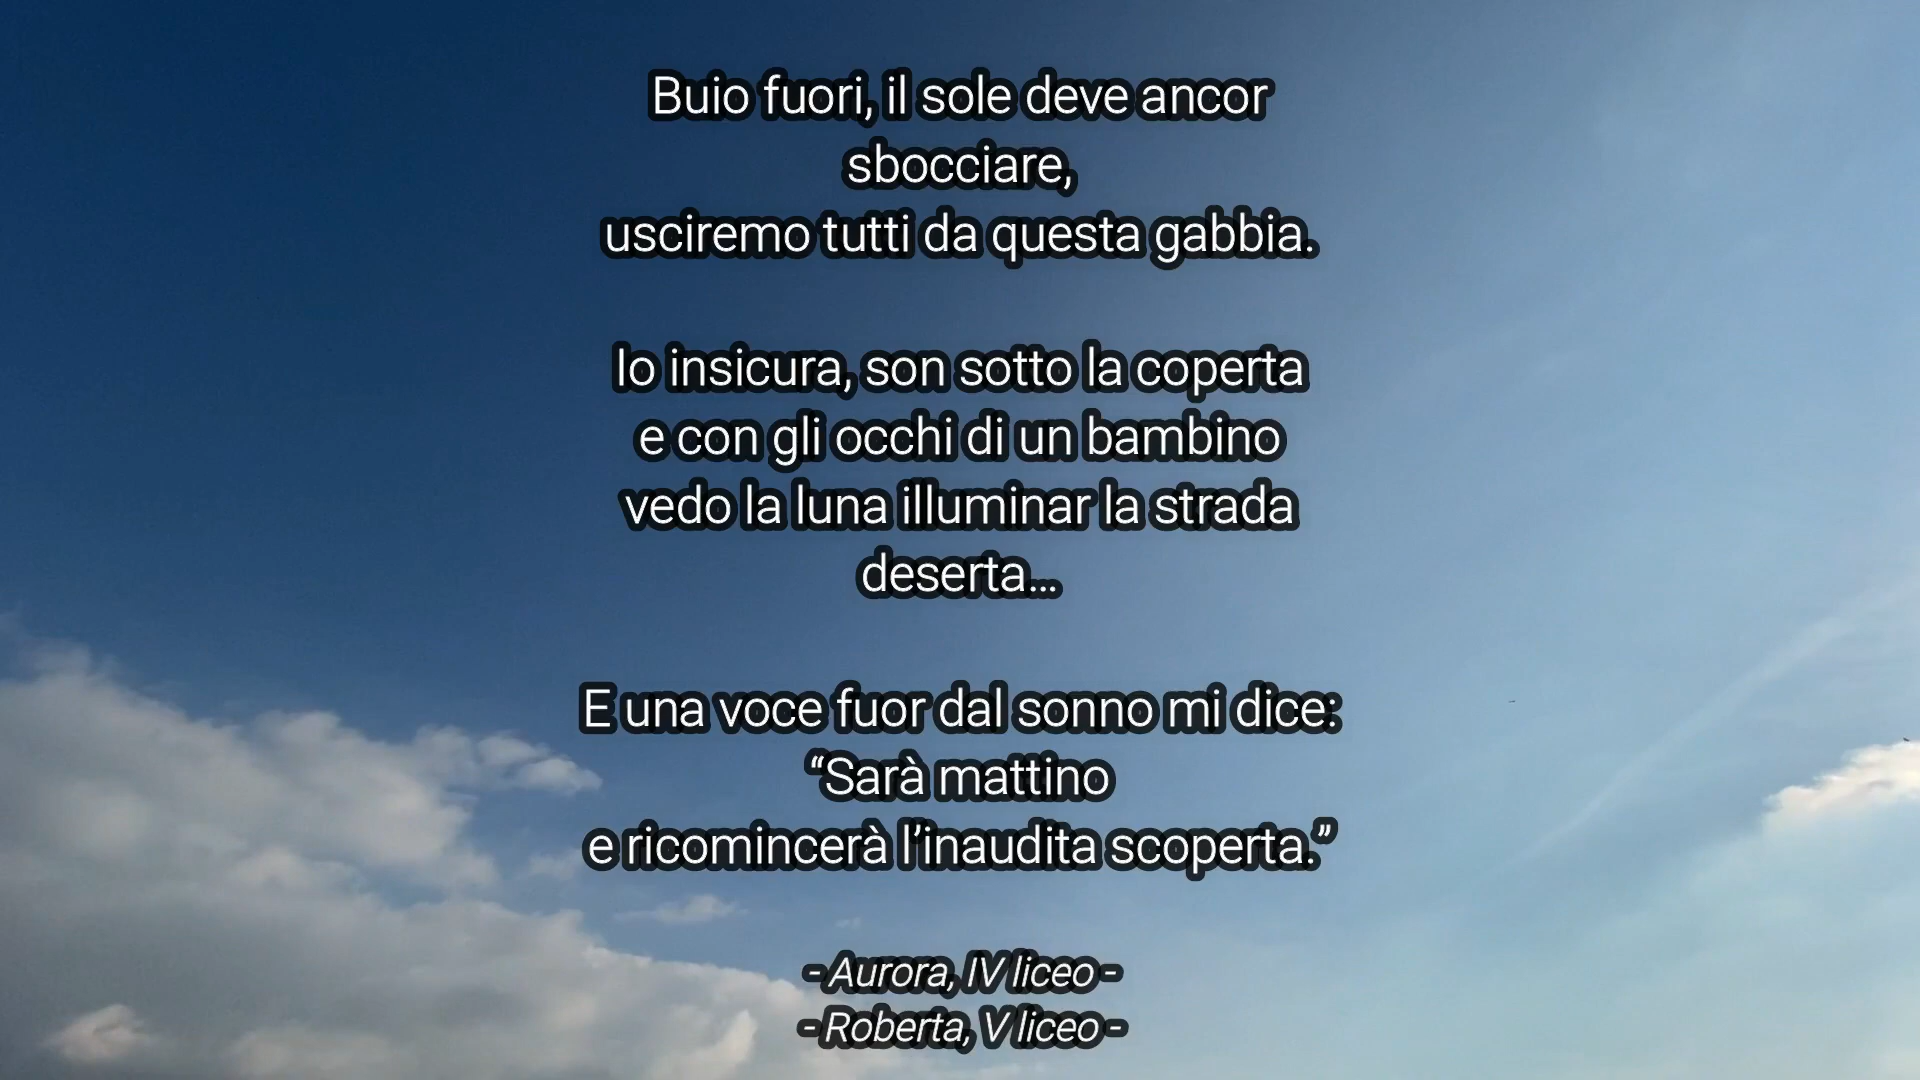 Buio fuori, il sole deve ancor
sbocciare,
usciremo tutti da questa gabbia.
Io insicura, son sotto la coperta
e con gli occhi di un bambino
vedo la luna illuminar la strada
deserta...
E una voce fuor dal sonno mi dice:
“Sarà mattino
e ricomincerà l’inaudita scoperta.”
- Aurora, IV liceo -
- Roberta, V liceo -